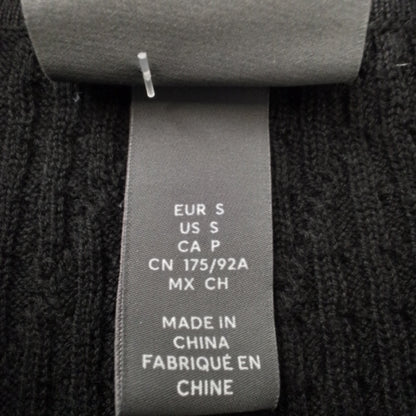 EUR S
US S
CA P
CN 175/92A
MX CH
MADE IN
CHINA
FABRIQUÉ EN
CHINE